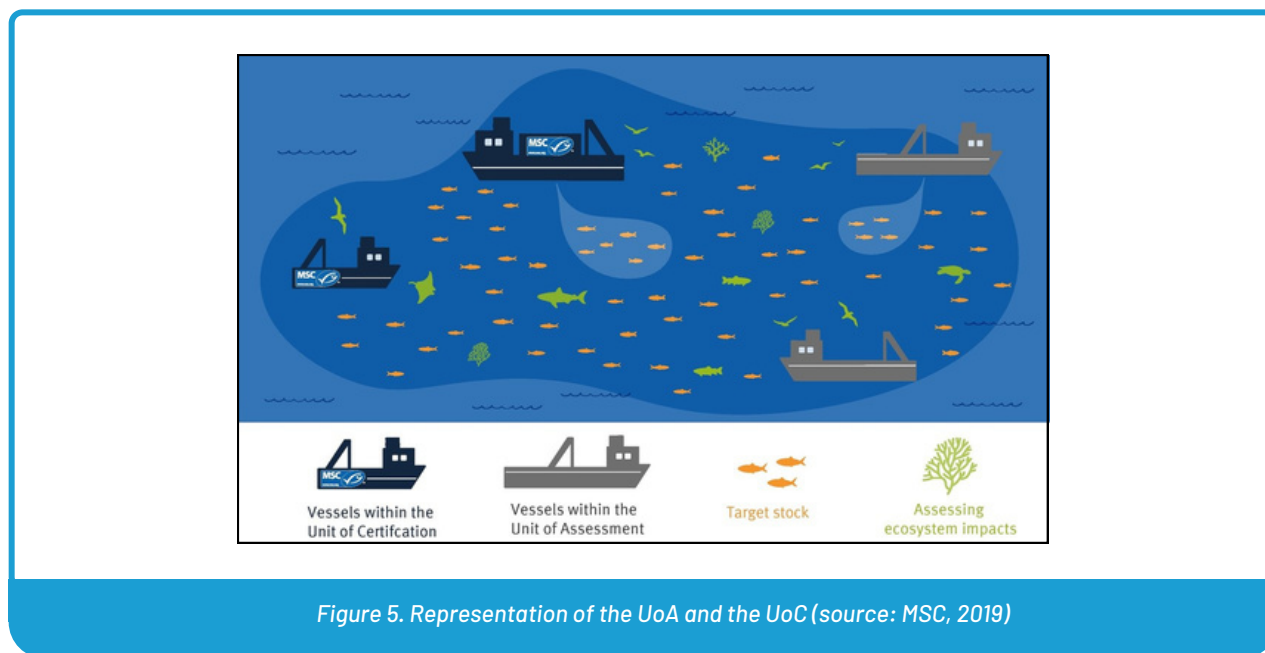 MSC
MSC
Vessels within the
Unit of Certifcation
MSC
Vessels within the
Unit of Assessment
Target stock
Assessing
ecosystem impacts
Figure 5. Representation of the UoA and the UoC (source: MSC, 2019)